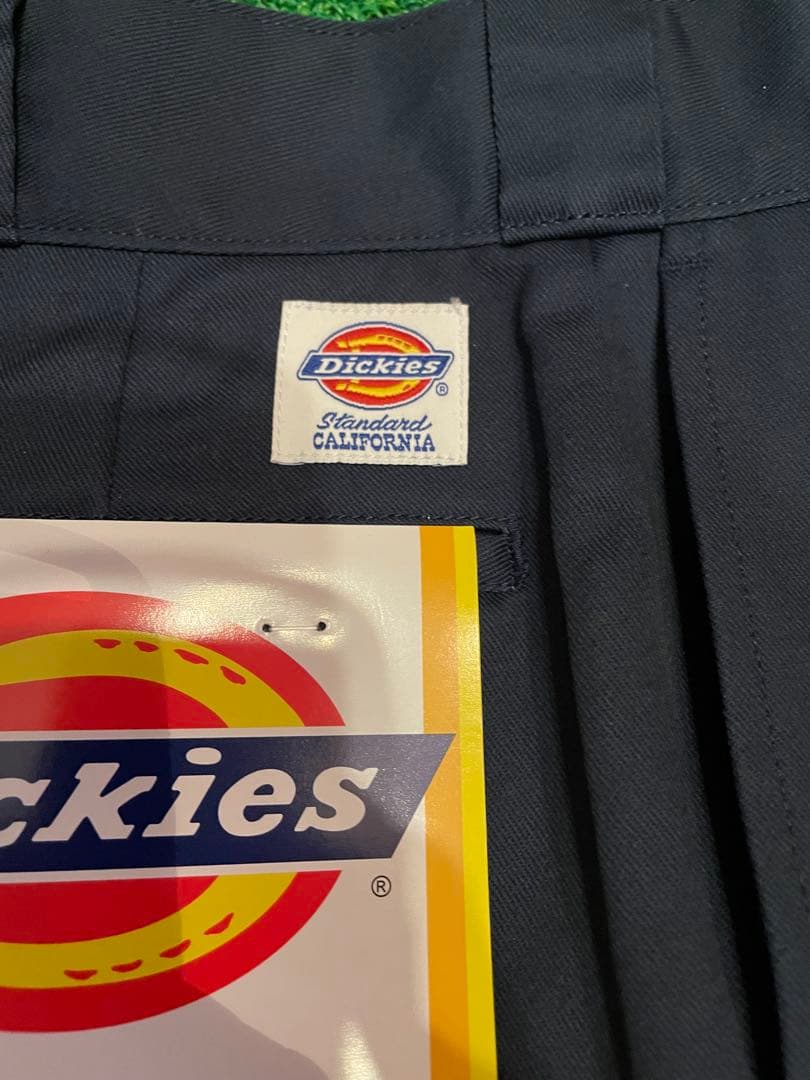 Dickies
®
Standard
CALIFORNIA
ckies
®